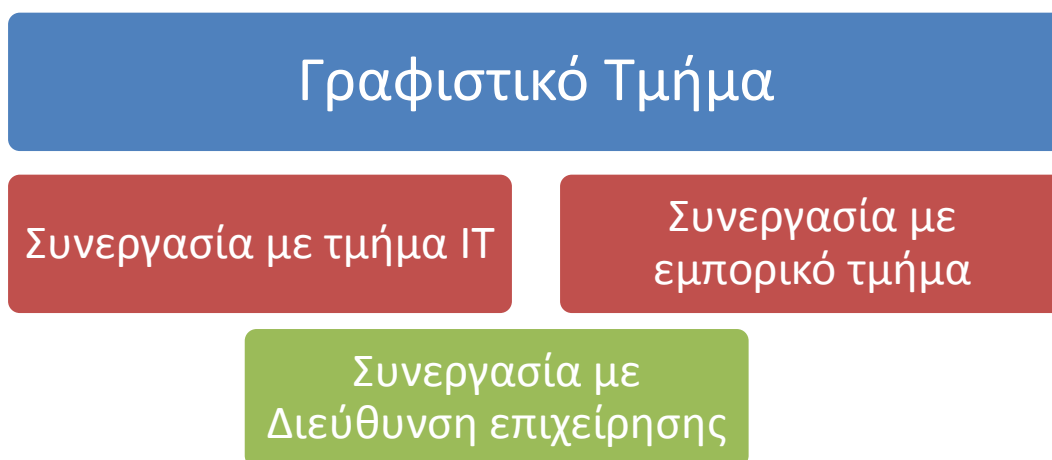 Γραφιστικό Τμήμα
Συνεργασία με τμήμα IT
Συνεργασία με
εμπορικό τμήμα
Συνεργασία με
Διεύθυνση επιχείρησης